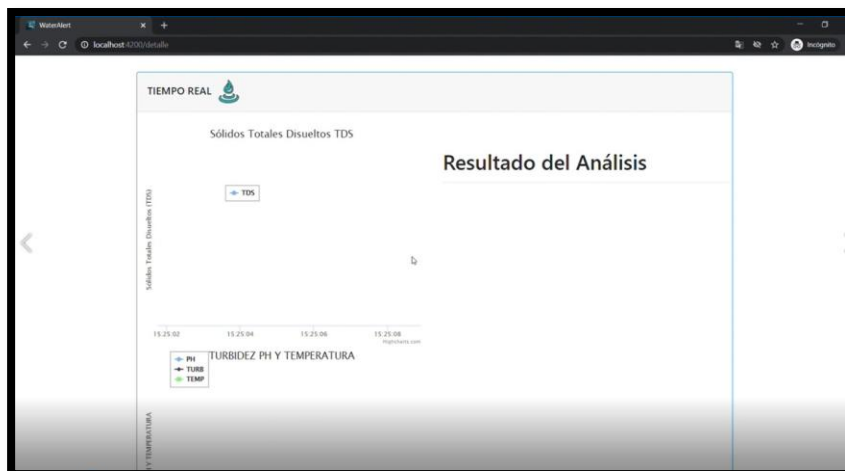 WaterAlert
localhost:4200/detalle
Incógnito
TIEMPO REAL
Sólidos Totales Disueltos TDS
Resultado del Análisis
TDS
Sólidos Totales Disueltos (TDS)
15:25:02 15:25:04 15:25:06 15:25:08
Highcharts.com
TURBIDEZ PH Y TEMPERATURA
PH
TURB
TEMP
H Y TEMPERATURA